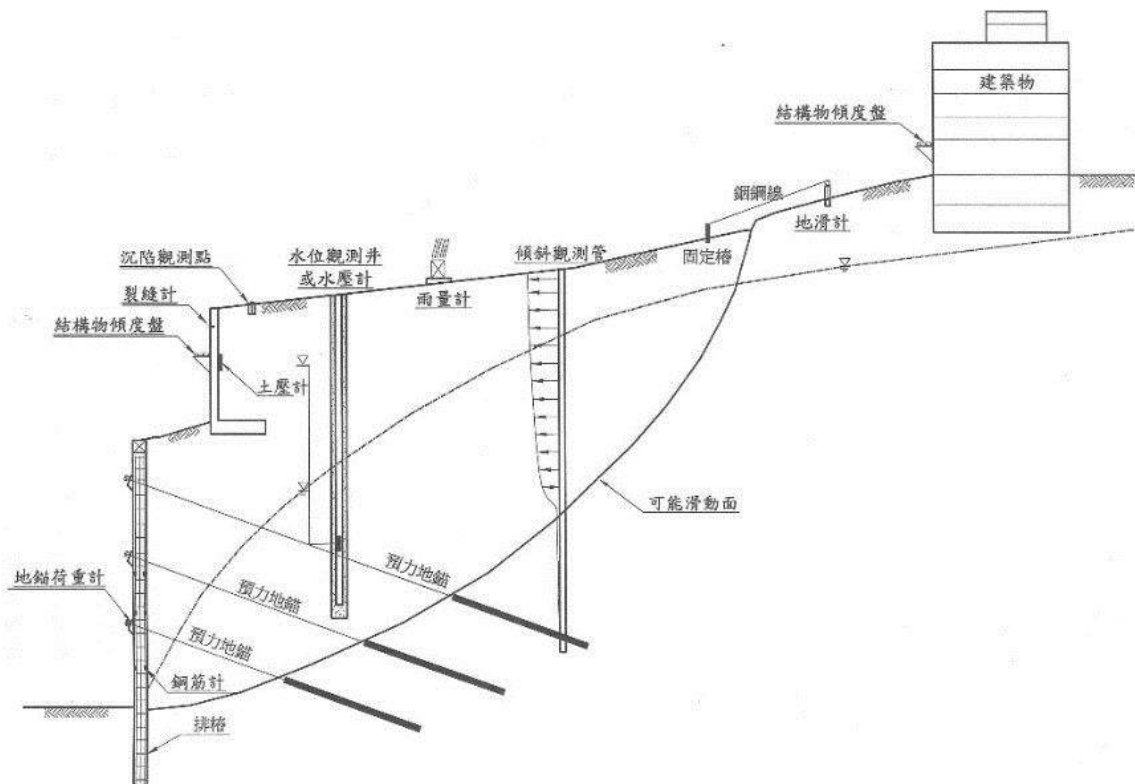 建築物
結構物傾度盤
銦鋼線
地滑計
固定樁
傾斜觀測管
水位觀測井
或水壓計
雨量計
沉陷觀測點
裂縫計
結構物傾度盤
土壓計
可能滑動面
預力地錨
預力地錨
預力地錨
地錨荷重計
鋼筋計
排樁